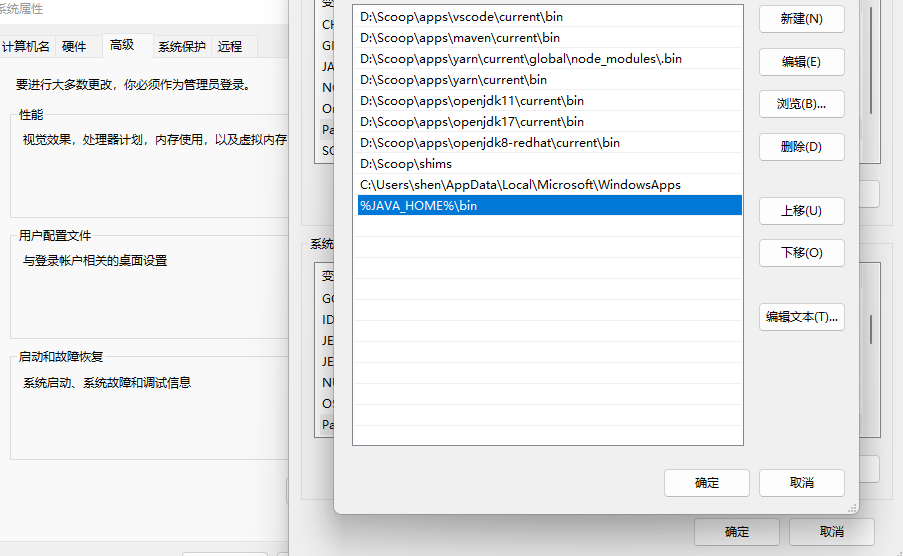 系统属性
计算机名
硬件
高级
系统保护
远程
要进行大多数更改，你必须作为管理员登录。
性能
视觉效果，处理器计划，内存使用，以及虚拟内存
用户配置文件
与登录帐户相关的桌面设置
启动和故障恢复
系统启动、系统故障和调试信息
CH
JA
Pa
SC
系统
变
GC
ID
JE
JE
NU
OS
Pa
D:\Scoop\apps\vscode\current\bin
D:\Scoop\apps\maven\current\bin
D:\Scoop\apps\yarn\current\global\node_modules\.bin
D:\Scoop\apps\yarn\current\bin
D:\Scoop\apps\openjdk11\current\bin
D:\Scoop\apps\openjdk17\current\bin
D:\Scoop\apps\openjdk8-redhat\current\bin
D:\Scoop\shims
C:\Users\shen\AppData\Local\Microsoft\WindowsApps
%JAVA_HOME%\bin
新建(N)
编辑(E)
浏览(B)...
删除(D)
上移(U)
下移(O)
编辑文本(T)...
确定
取消
确定
取消